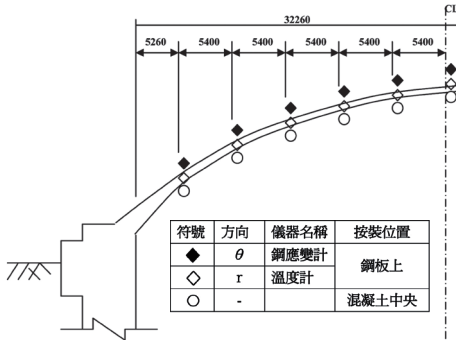 CL
32260
5260 5400 5400 5400 5400 5400
符號 方向 儀器名稱 按裝位置
◆ θ 鋼應變計 鋼板上
◇ r 溫度計
○ - 混凝土中央